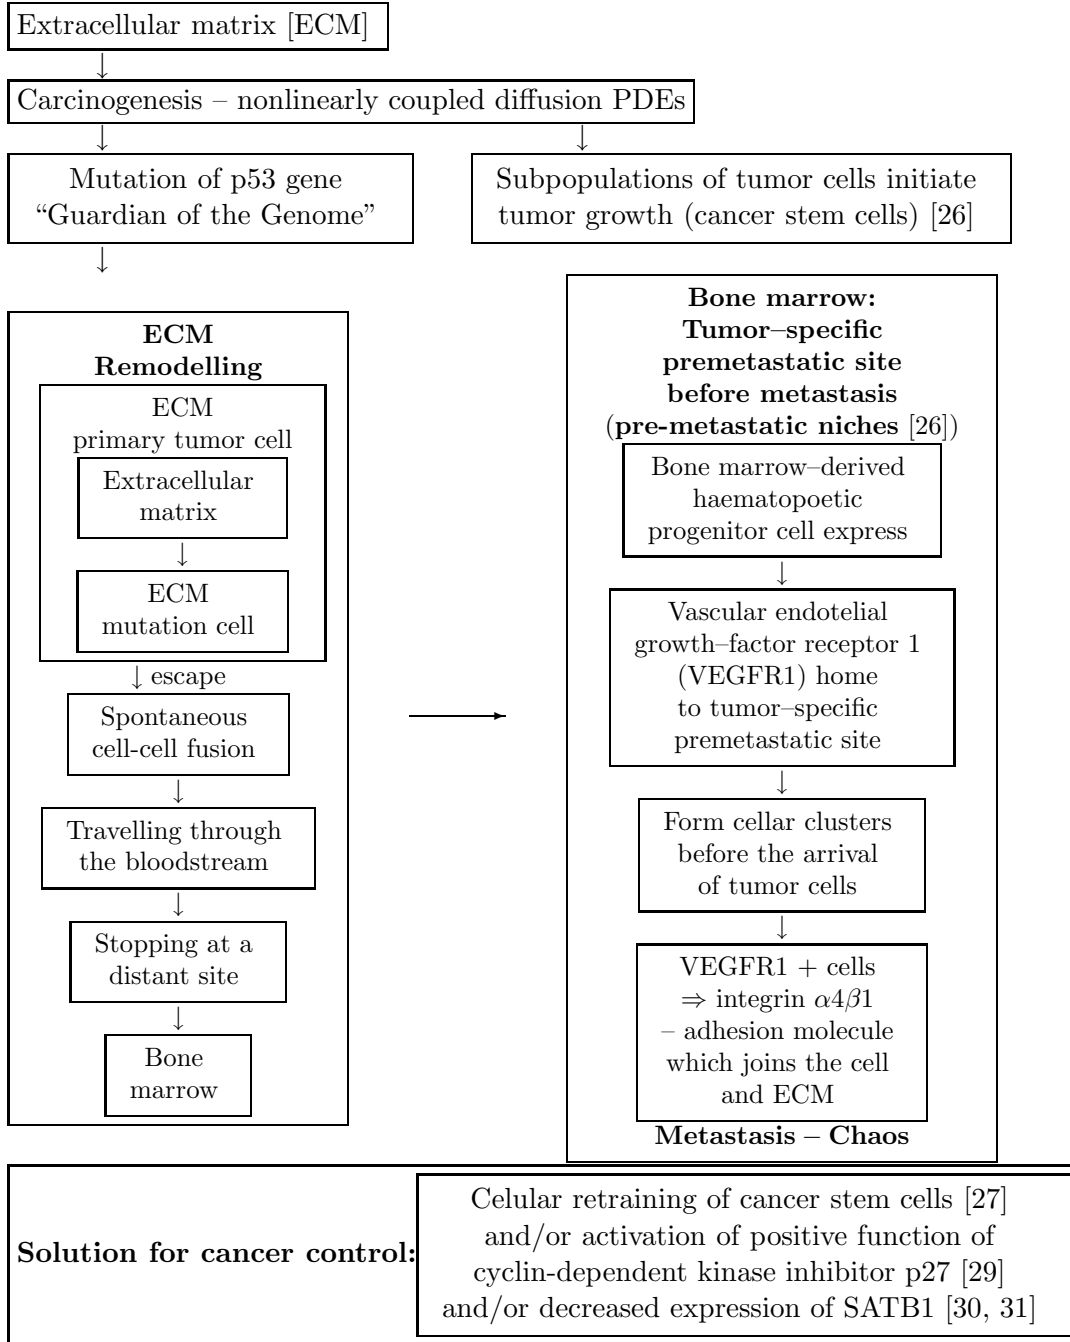 Extracellular matrix [ECM]
↓
Carcinogenesis – nonlinearly coupled diffusion PDEs
↓ ↓
Mutation of p53 gene
“Guardian of the Genome”
Subpopulations of tumor cells initiate
tumor growth (cancer stem cells) [26]
↓
ECM
Remodelling
ECM
primary tumor cell
Extracellular
matrix
↓
ECM
mutation cell
↓ escape
Spontaneous
cell-cell fusion
↓
Travelling through
the bloodstream
↓
Stopping at a
distant site
↓
Bone
marrow
Bone marrow:
Tumor–specific
premetastatic site
before metastasis
(pre-metastatic niches [26])
Bone marrow–derived
haematopoetic
progenitor cell express
↓
Vascular endotelial
growth–factor receptor 1
(VEGFR1) home
to tumor–specific
premetastatic site
↓
Form cellar clusters
before the arrival
of tumor cells
↓
VEGFR1 + cells
⇒ integrin α4β1
– adhesion molecule
which joins the cell
and ECM
Metastasis – Chaos
Solution for cancer control:
Celular retraining of cancer stem cells [27]
and/or activation of positive function of
cyclin-dependent kinase inhibitor p27 [29]
and/or decreased expression of SATB1 [30, 31]